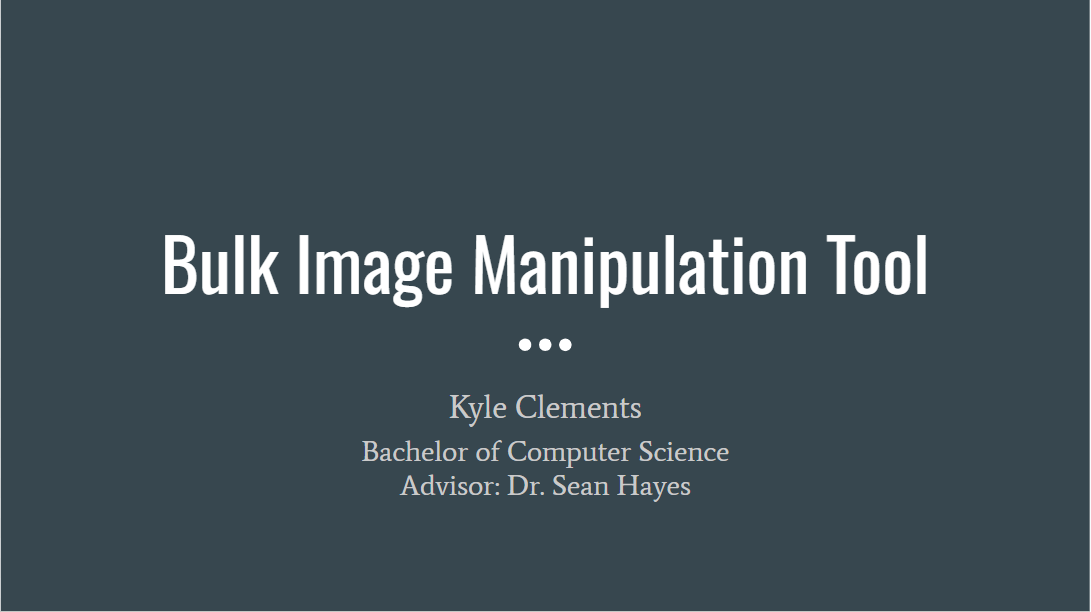 Bulk Image Manipulation Tool
Kyle Clements
Bachelor of Computer Science
Advisor: Dr. Sean Hayes